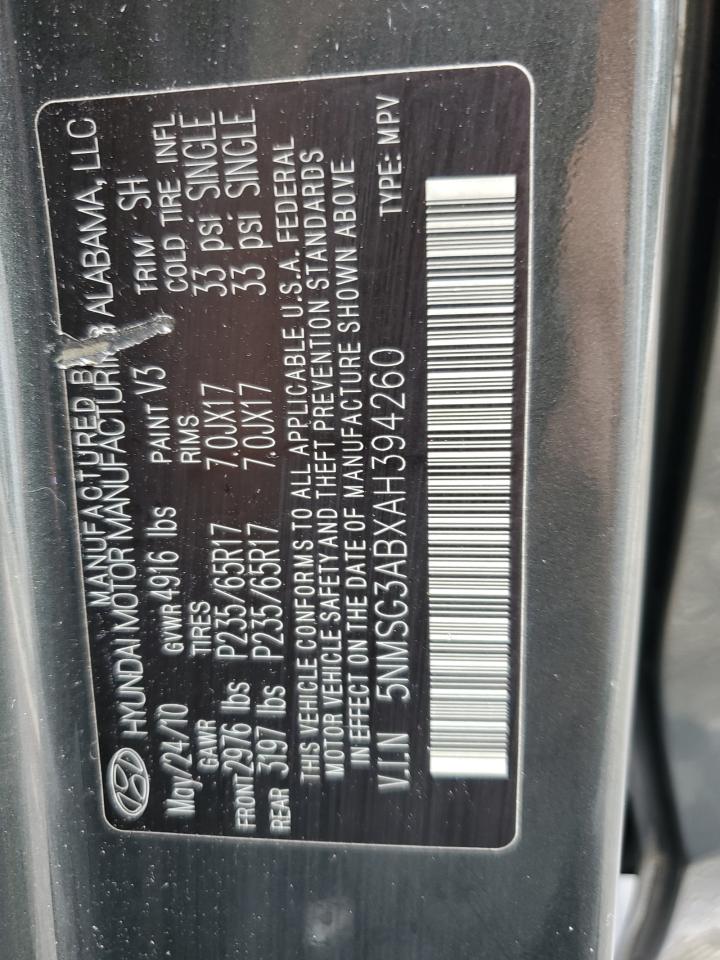 MANUFACTURED BY
HYUNDAI MOTOR MANUFACTURING ALABAMA, LLC
May/24/10 GVWR 4916 lbs PAINT V3 TRIM SH
GAWR TIRES RIMS COLD TIRE INFL
FRONT 2976 lbs P235/65R17 7.0JX17 33 psi SINGLE
REAR 3197 lbs P235/65R17 7.0JX17 33 psi SINGLE
THIS VEHICLE CONFORMS TO ALL APPLICABLE U.S.A. FEDERAL
MOTOR VEHICLE SAFETY AND THEFT PREVENTION STANDARDS
IN EFFECT ON THE DATE OF MANUFACTURE SHOWN ABOVE
V.I.N 5NMSG3ABXAH394260 TYPE: MPV